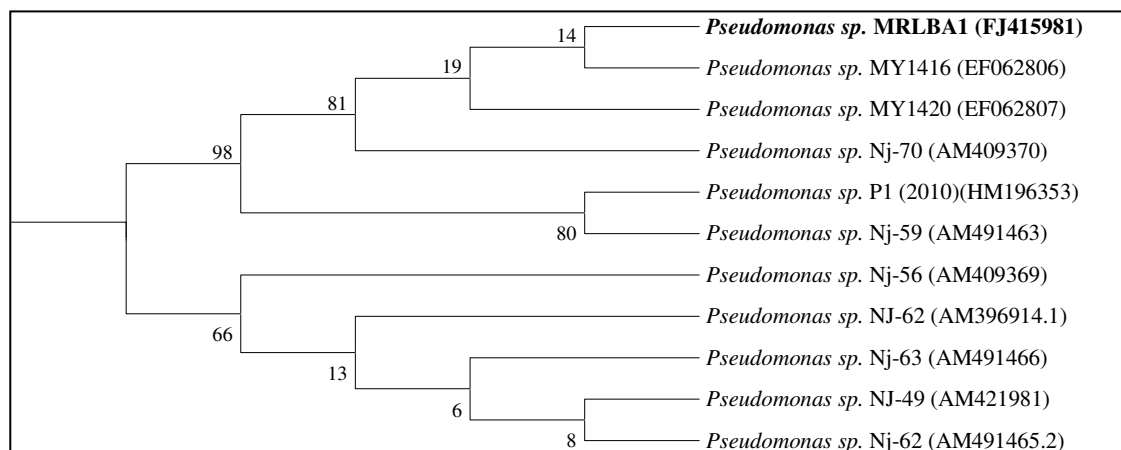 Pseudomonas sp. MRLBA1 (FJ415981)
14
Pseudomonas sp. MY1416 (EF062806)
19
Pseudomonas sp. MY1420 (EF062807)
81
Pseudomonas sp. Nj-70 (AM409370)
98
Pseudomonas sp. P1 (2010)(HM196353)
80
Pseudomonas sp. Nj-59 (AM491463)
Pseudomonas sp. Nj-56 (AM409369)
66
Pseudomonas sp. NJ-62 (AM396914.1)
13
Pseudomonas sp. Nj-63 (AM491466)
6
Pseudomonas sp. NJ-49 (AM421981)
8
Pseudomonas sp. Nj-62 (AM491465.2)